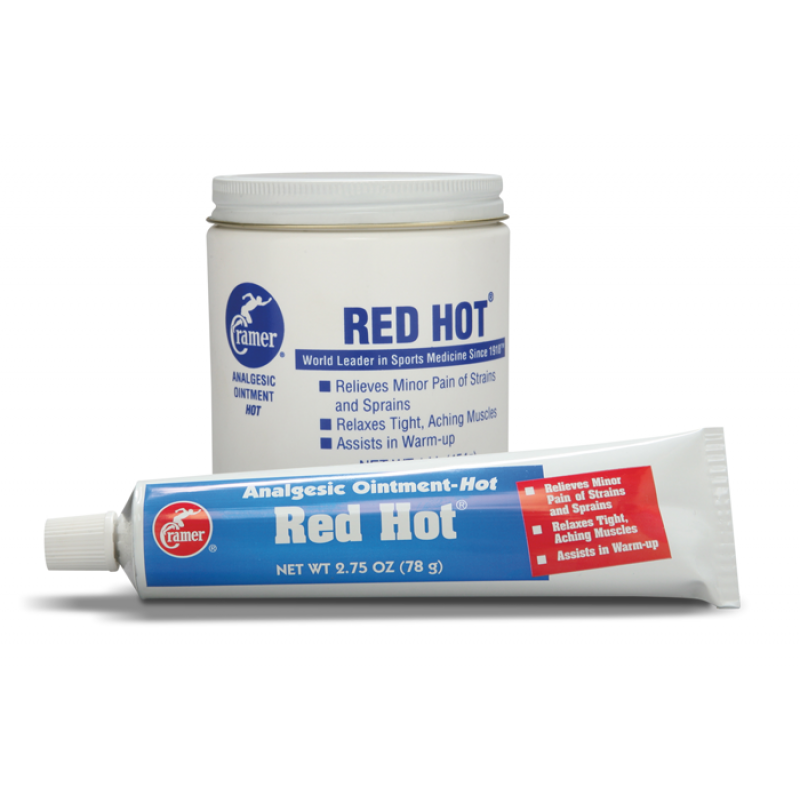 Cramer®
ANALGESIC
OINTMENT
HOT
RED HOT®
World Leader in Sports Medicine Since 1918™
■ Relieves Minor Pain of Strains
and Sprains
■ Relaxes Tight, Aching Muscles
■ Assists in Warm-up
Analgesic Ointment-Hot
Cramer®
Red Hot®
NET WT 2.75 OZ (78 g)
■ Relieves Minor
Pain of Strains
and Sprains
■ Relaxes Tight,
Aching Muscles
■ Assists in Warm-up